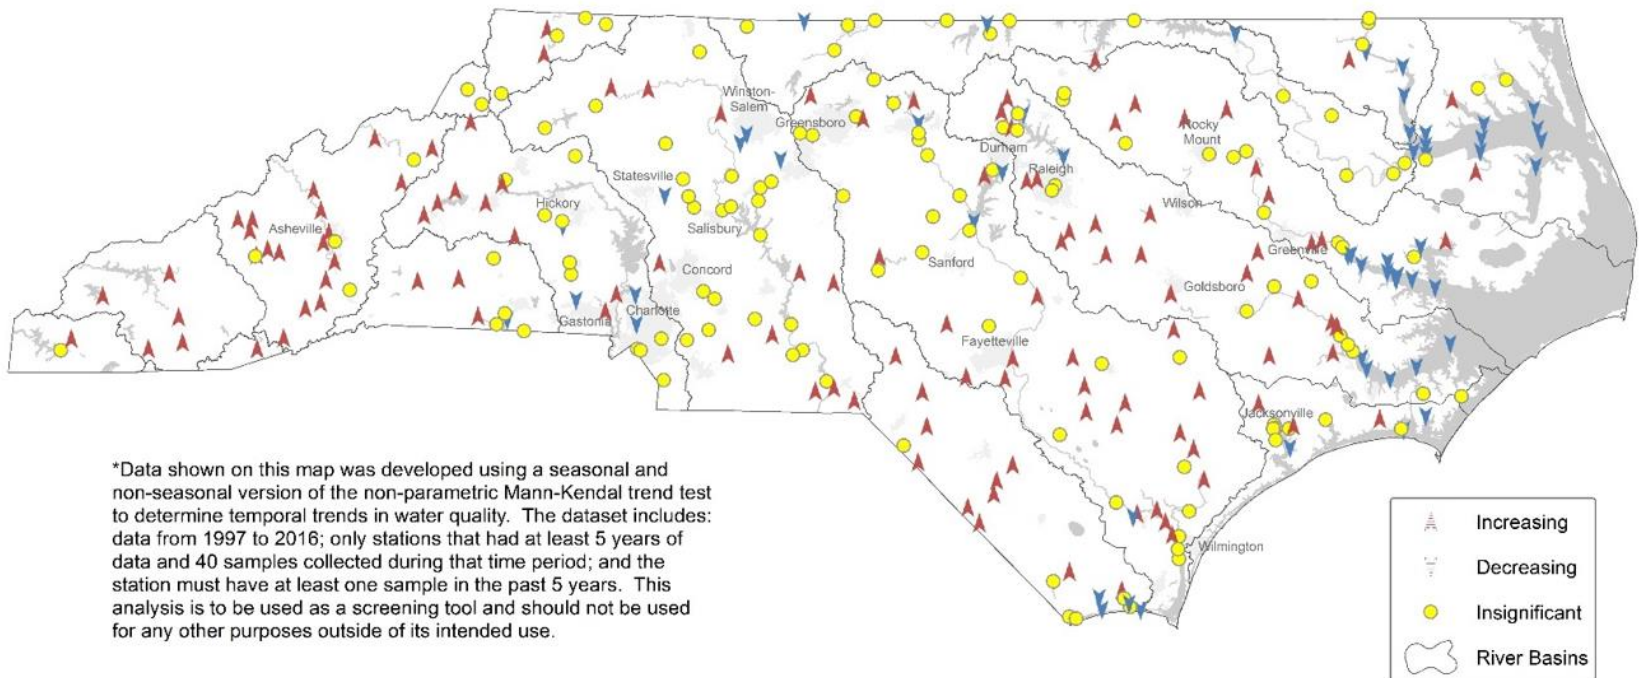 Winston-
Salem
Greensboro
Durham
Rocky
Mount
Raleigh
Statesville
Hickory
Wilson
Salisbury
Asheville
Greenville
Sanford
Concord
Goldsboro
Charlotte
Gastonia
Fayetteville
Jacksonville
Wilmington
*Data shown on this map was developed using a seasonal and
non-seasonal version of the non-parametric Mann-Kendal trend test
to determine temporal trends in water quality. The dataset includes:
data from 1997 to 2016; only stations that had at least 5 years of
data and 40 samples collected during that time period; and the
station must have at least one sample in the past 5 years. This
analysis is to be used as a screening tool and should not be used
for any other purposes outside of its intended use.
Increasing
Decreasing
Insignificant
River Basins